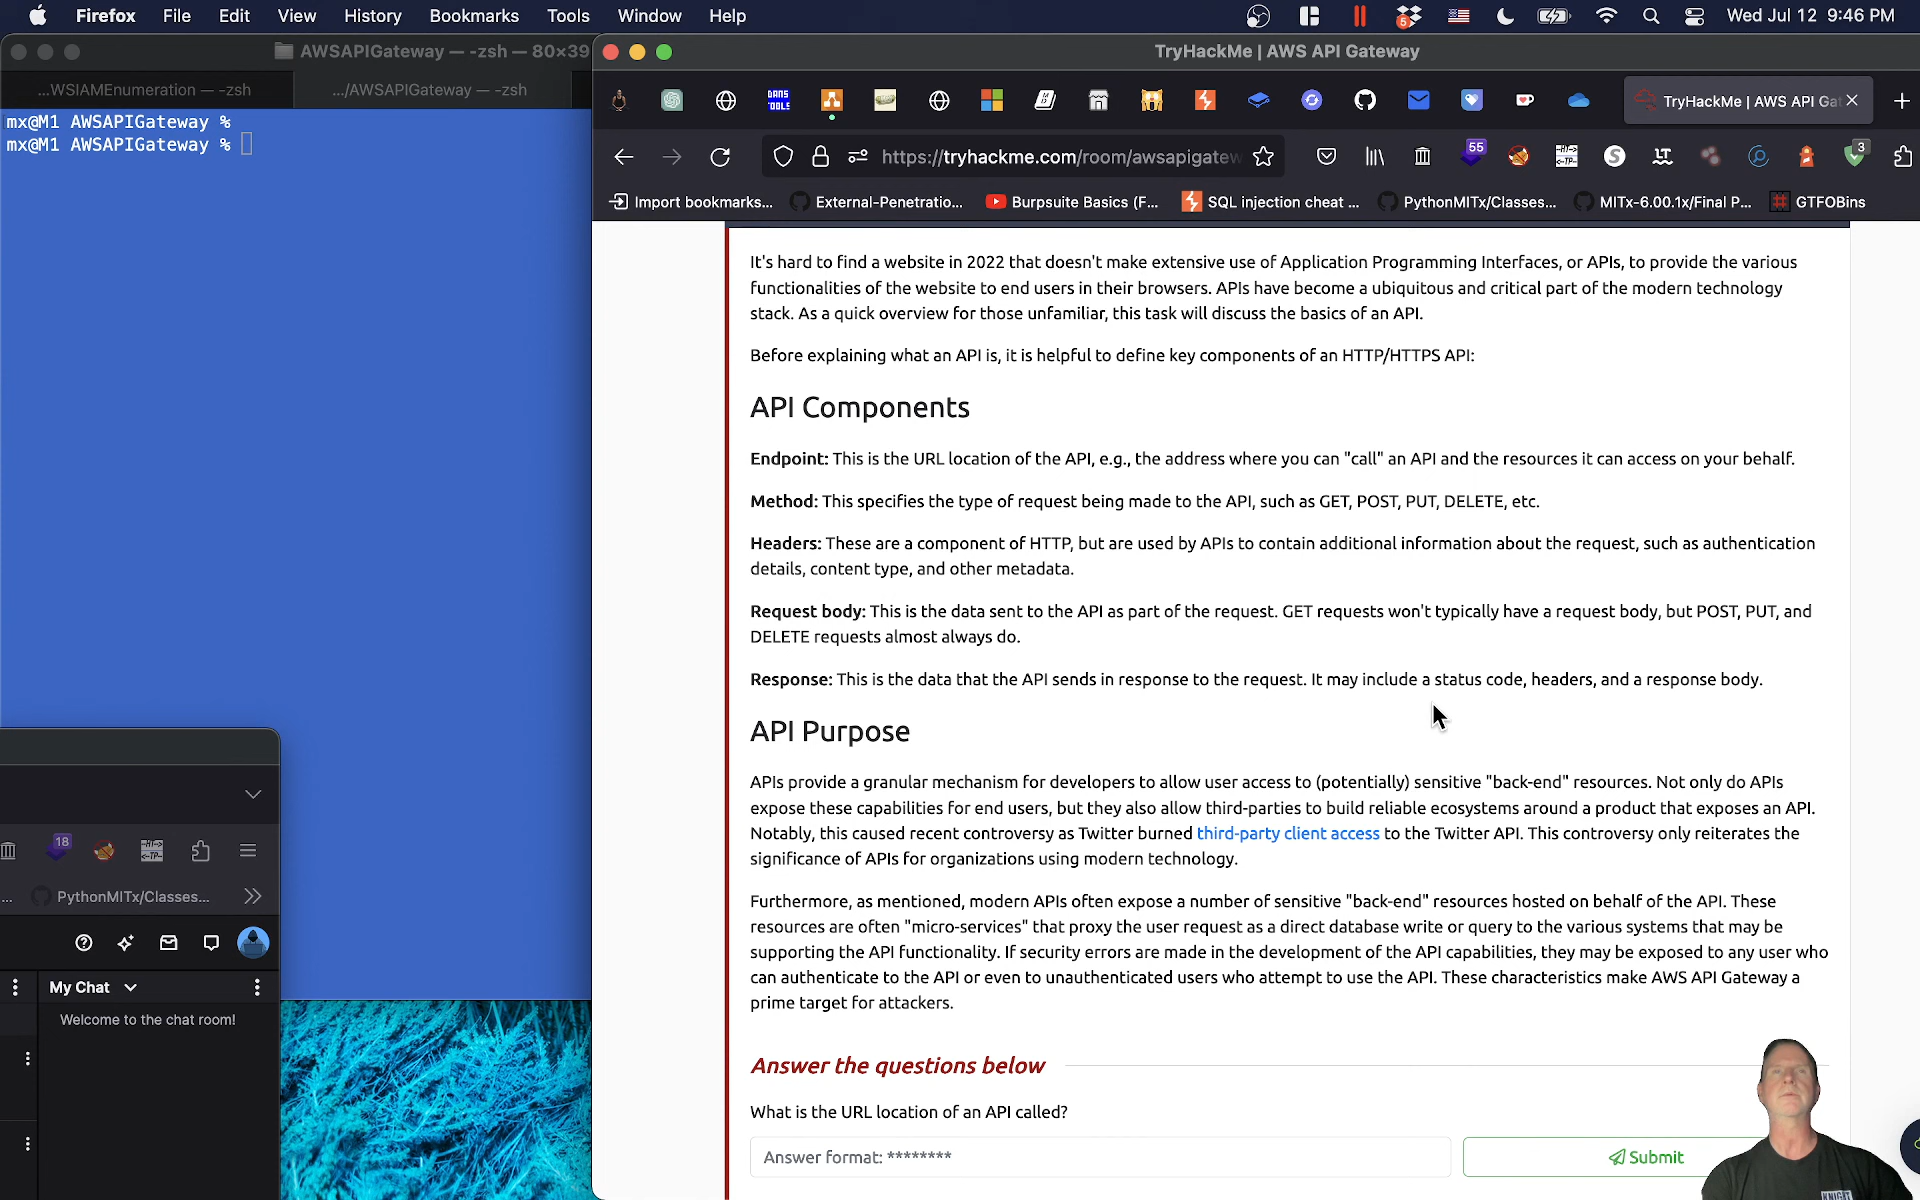 Firefox File Edit View History Bookmarks Tools Window Help
5
Wed Jul 12 9:46 PM
AWSAPIGateway — -zsh — 80×39
...WSIAMEnumeration — -zsh
.../AWSAPIGateway — -zsh
mx@M1 AWSAPIGateway %
mx@M1 AWSAPIGateway %
TryHackMe | AWS API Gateway
DANS TOOLS
TryHackMe | AWS API Gat
https://tryhackme.com/room/awsapigatew
55
3
Import bookmarks...
External-Penetratio...
Burpsuite Basics (F...
SQL injection cheat ...
PythonMITx/Classes...
MITx-6.00.1x/Final P...
GTFOBins
It's hard to find a website in 2022 that doesn't make extensive use of Application Programming Interfaces, or APIs, to provide the various
functionalities of the website to end users in their browsers. APIs have become a ubiquitous and critical part of the modern technology
stack. As a quick overview for those unfamiliar, this task will discuss the basics of an API.
Before explaining what an API is, it is helpful to define key components of an HTTP/HTTPS API:
API Components
Endpoint: This is the URL location of the API, e.g., the address where you can "call" an API and the resources it can access on your behalf.
Method: This specifies the type of request being made to the API, such as GET, POST, PUT, DELETE, etc.
Headers: These are a component of HTTP, but are used by APIs to contain additional information about the request, such as authentication
details, content type, and other metadata.
Request body: This is the data sent to the API as part of the request. GET requests won't typically have a request body, but POST, PUT, and
DELETE requests almost always do.
Response: This is the data that the API sends in response to the request. It may include a status code, headers, and a response body.
API Purpose
APIs provide a granular mechanism for developers to allow user access to (potentially) sensitive "back-end" resources. Not only do APIs
expose these capabilities for end users, but they also allow third-parties to build reliable ecosystems around a product that exposes an API.
Notably, this caused recent controversy as Twitter burned third-party client access to the Twitter API. This controversy only reiterates the
significance of APIs for organizations using modern technology.
Furthermore, as mentioned, modern APIs often expose a number of sensitive "back-end" resources hosted on behalf of the API. These
resources are often "micro-services" that proxy the user request as a direct database write or query to the various systems that may be
supporting the API functionality. If security errors are made in the development of the API capabilities, they may be exposed to any user who
can authenticate to the API or even to unauthenticated users who attempt to use the API. These characteristics make AWS API Gateway a
prime target for attackers.
Answer the questions below
What is the URL location of an API called?
Answer format: ********
Submit
18
...
PythonMITx/Classes...
My Chat
Welcome to the chat room!
KNIGHT